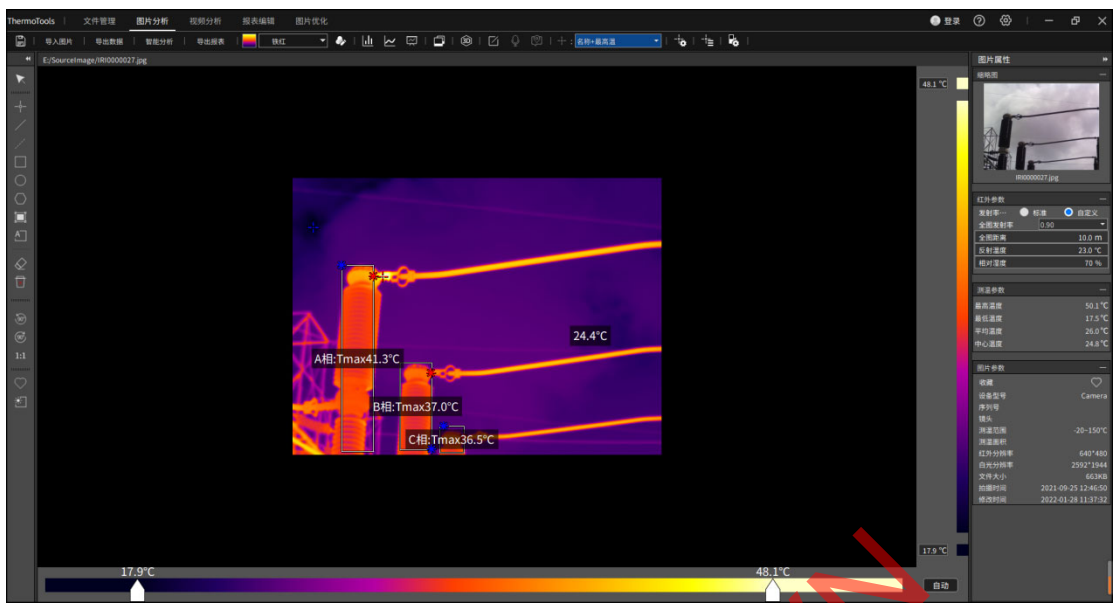 ThermoTools 文件管理 图片分析 视频分析 报表编辑 图片优化 登录
导入图片 导出数据 智能分析 导出报表 铁红 3D 名称+最高温
E:/SourceImage/IRI0000027.jpg
图片属性
缩略图
48.1 ℃
IRI0000027.jpg
红外参数
发射率… 标准 自定义
全图发射率 0.90
全图距离 10.0 m
反射温度 23.0 ℃
相对湿度 70 %
测温参数
最高温度 50.1℃
最低温度 17.5℃
平均温度 26.0℃
中心温度 24.8℃
图片参数
收藏
设备型号 Camera
序列号
镜头
测温范围 -20~150℃
测温面积
红外分辨率 640*480
白光分辨率 2592*1944
文件大小 663KB
拍摄时间 2021-09-25 12:46:50
修改时间 2022-01-28 11:37:32
24.4℃
A相:Tmax41.3℃
B相:Tmax37.0℃
C相:Tmax36.5℃
1:1
17.9 ℃
17.9℃ 48.1℃
自动